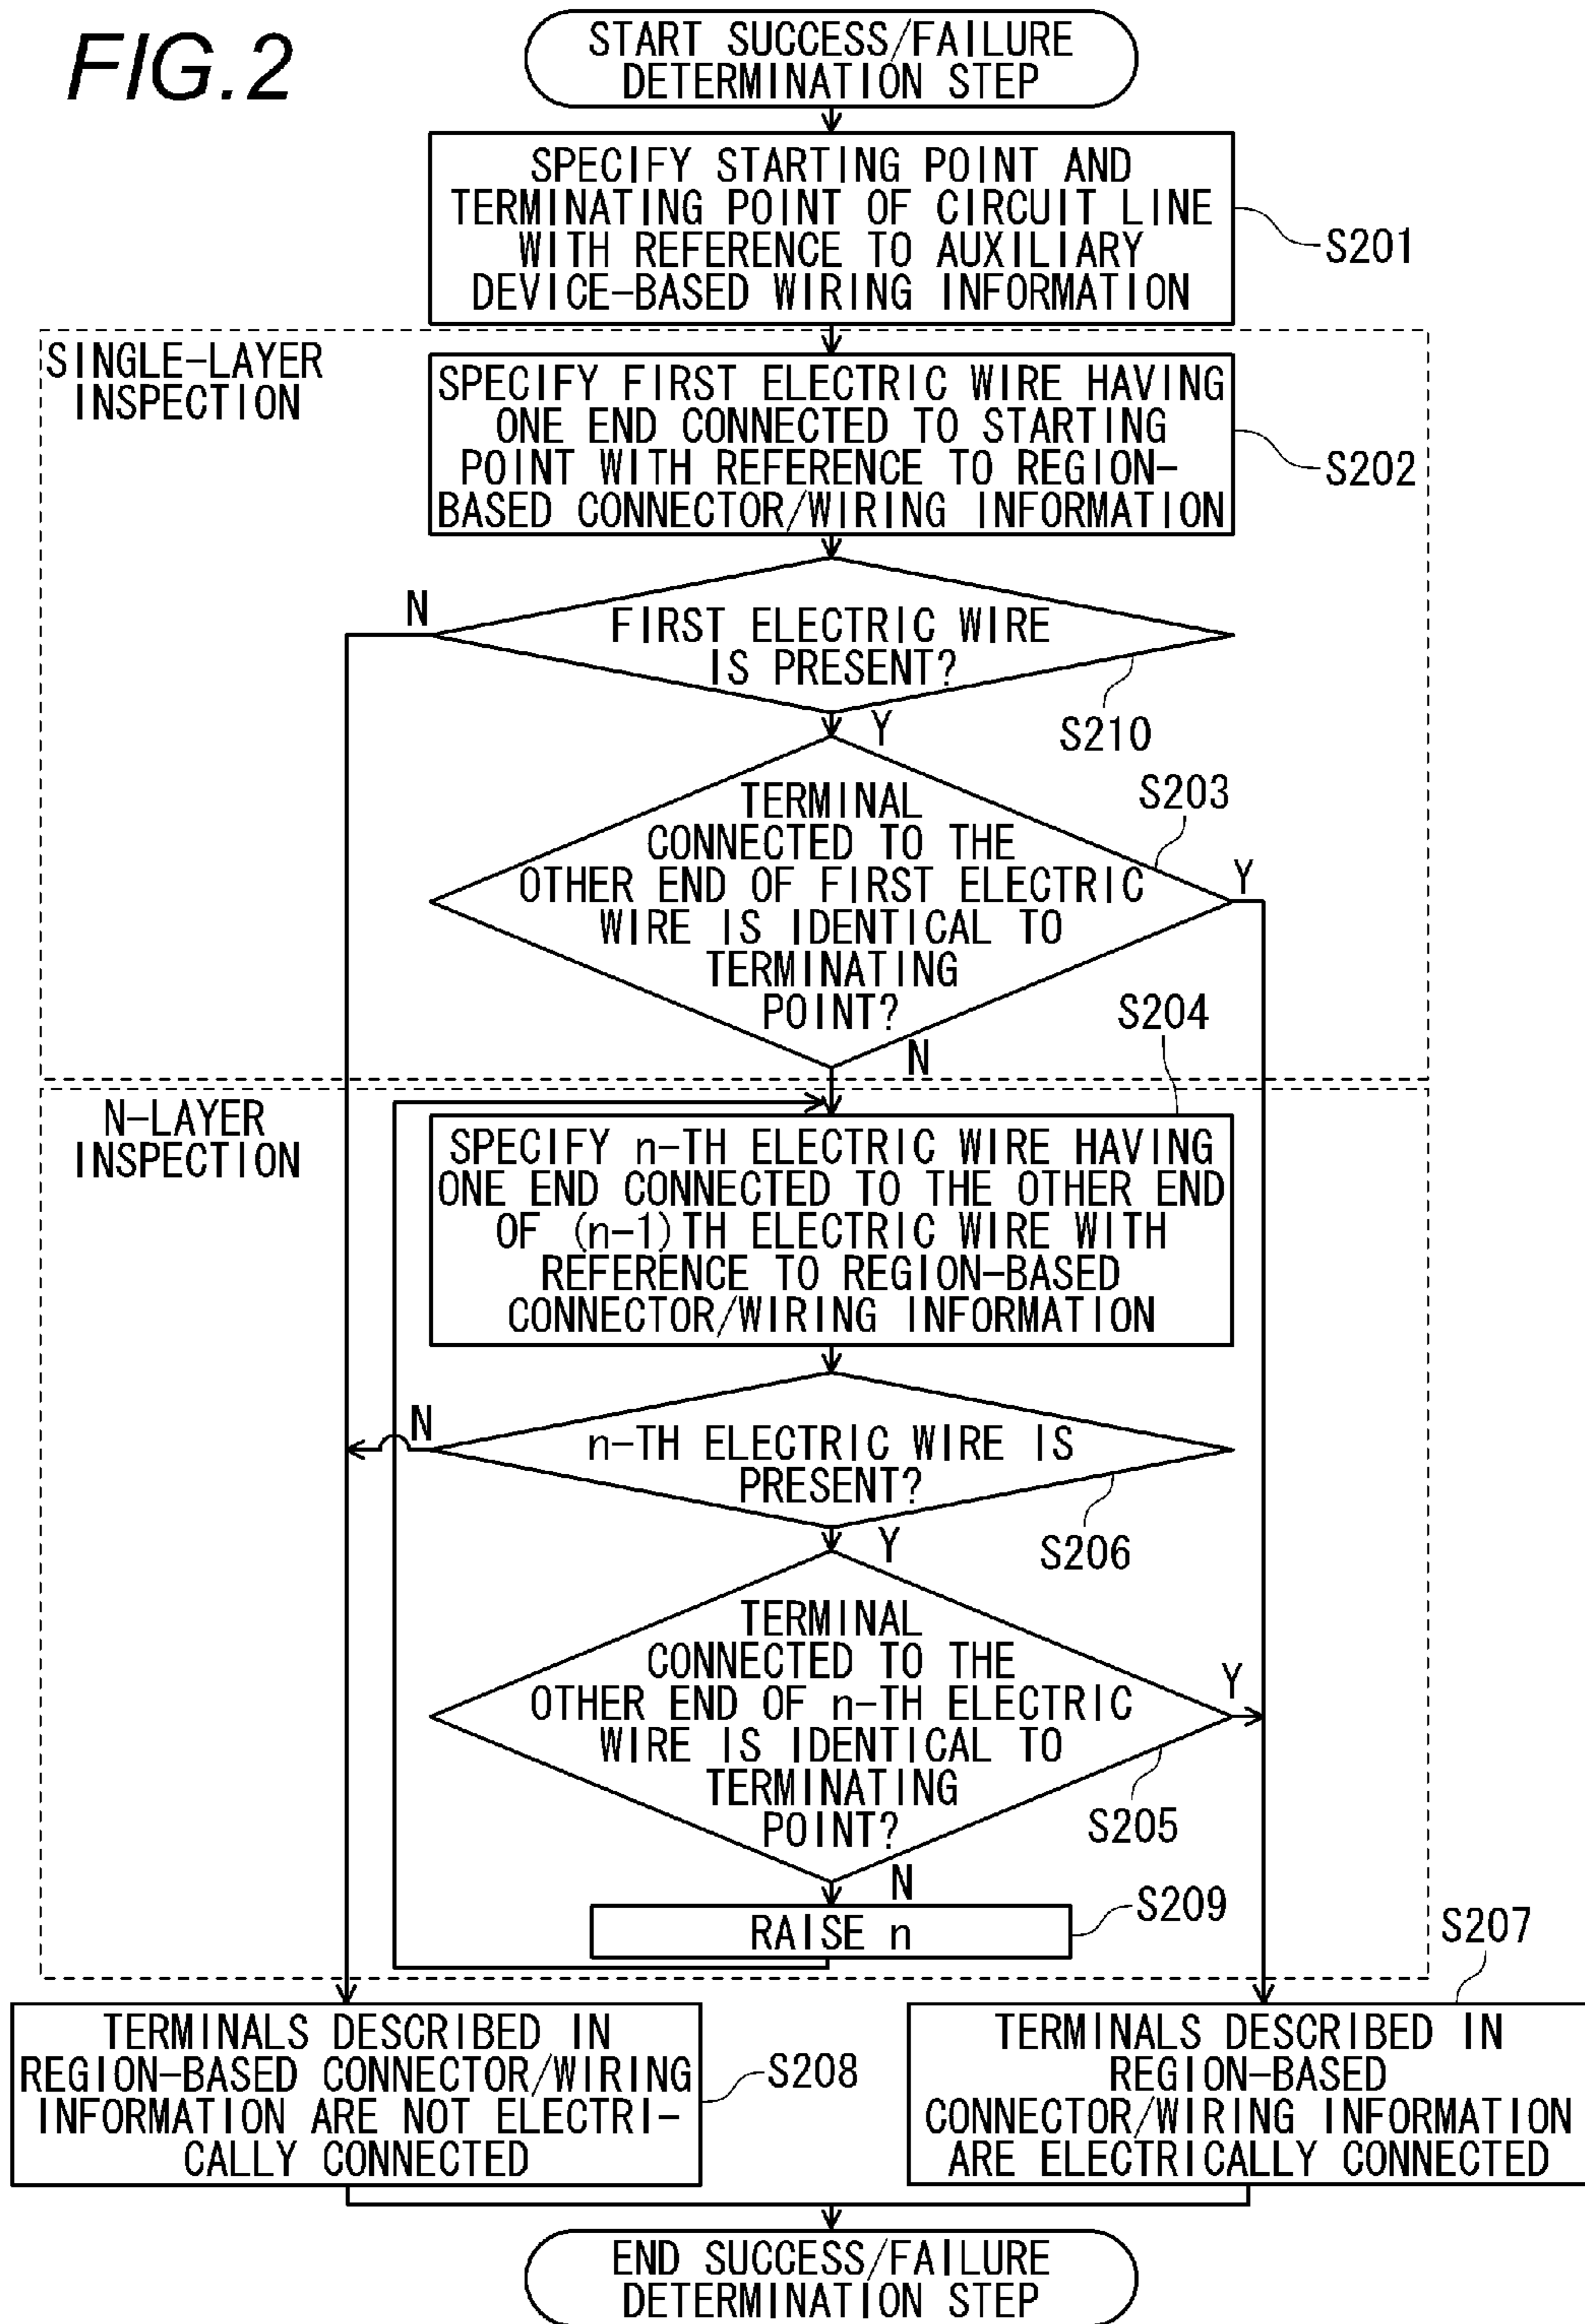 FIG.2
START SUCCESS/FAILURE
DETERMINATION STEP
SPECIFY STARTING POINT AND
TERMINATING POINT OF CIRCUIT LINE
WITH REFERENCE TO AUXILIARY
DEVICE-BASED WIRING INFORMATION
S201
SINGLE-LAYER
INSPECTION
SPECIFY FIRST ELECTRIC WIRE HAVING
ONE END CONNECTED TO STARTING
POINT WITH REFERENCE TO REGION-
BASED CONNECTOR/WIRING INFORMATION
S202
N
FIRST ELECTRIC WIRE
IS PRESENT?
S210
Y
TERMINAL
CONNECTED TO THE
OTHER END OF FIRST ELECTRIC
WIRE IS IDENTICAL TO
TERMINATING
POINT?
S203
Y
N
S204
N-LAYER
INSPECTION
SPECIFY n-TH ELECTRIC WIRE HAVING
ONE END CONNECTED TO THE OTHER END
OF (n-1)TH ELECTRIC WIRE WITH
REFERENCE TO REGION-BASED
CONNECTOR/WIRING INFORMATION
N
n-TH ELECTRIC WIRE IS
PRESENT?
S206
Y
TERMINAL
CONNECTED TO THE
OTHER END OF n-TH ELECTRIC
WIRE IS IDENTICAL TO
TERMINATING
POINT?
Y
S205
N
RAISE n
S209
S207
TERMINALS DESCRIBED IN
REGION-BASED CONNECTOR/WIRING
INFORMATION ARE NOT ELECTRI-
CALLY CONNECTED
S208
TERMINALS DESCRIBED IN
REGION-BASED
CONNECTOR/WIRING INFORMATION
ARE ELECTRICALLY CONNECTED
END SUCCESS/FAILURE
DETERMINATION STEP